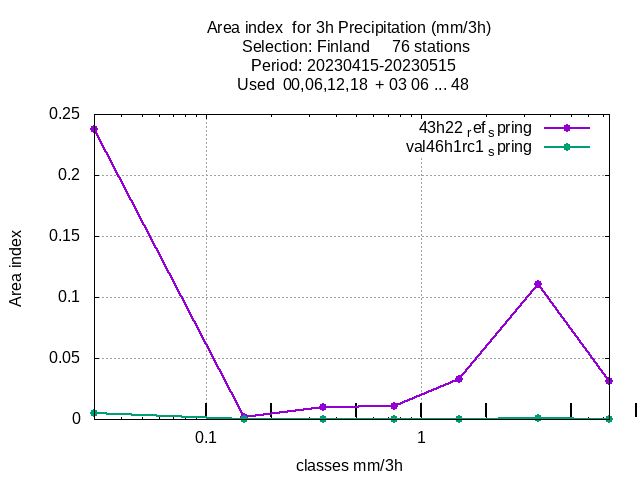 Area index  for 3h Precipitation (mm/3h)
Selection: Finland     76 stations
Period: 20230415-20230515
Used  00,06,12,18  + 03 06 ... 48
43h22 ref spring
val46h1rc1 spring
0.25
0.2
0.15
0.1
0.05
0
Area index
0.1
1
classes mm/3h